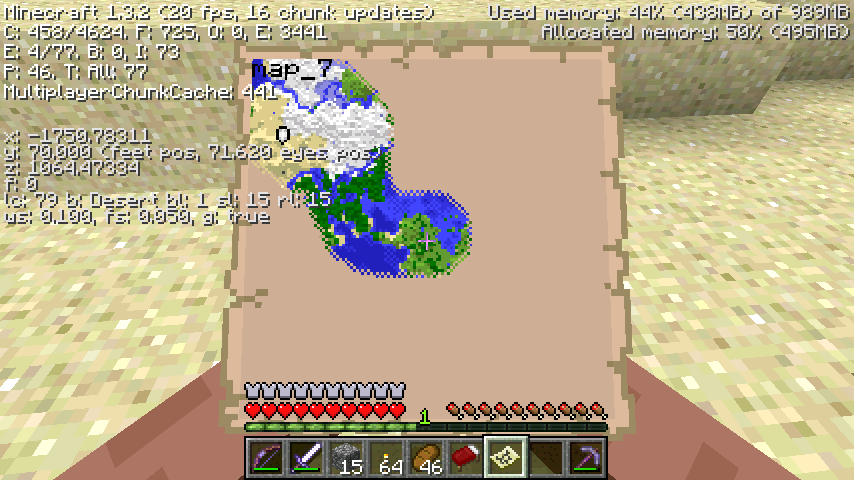 Minecraft 1.3.2 (20 fps, 16 chunk updates)
C: 458/4624, F: 725, O: 0, E: 3441
E: 4/77. B: 0, I: 73
P: 46. T: All: 77
MultiplayerChunkCache: 441
Used memory: 44% (438MB) of 989MB
Allocated memory: 50% (495MB)
map_7
x: -1750.78311
y: 70.000 (feet pos, 71.620 eyes pos)
z: 1064.47334
f: 0
lc: 79 b: Desert bl: 1 sl: 15 rl: 15
ws: 0.100, fs: 0.050, g: true
1
15 64 46